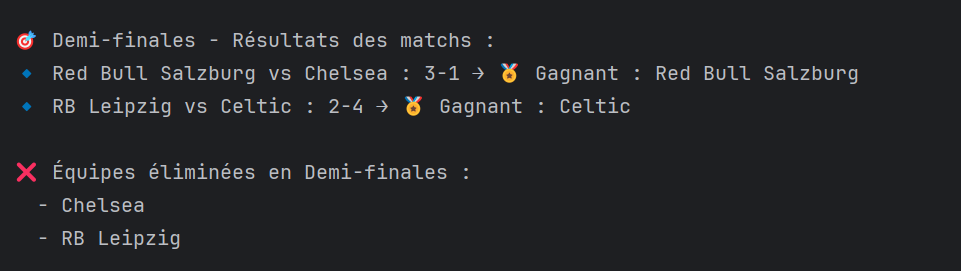 🎯 Demi-finales - Résultats des matchs :
🔹 Red Bull Salzburg vs Chelsea : 3-1 → 🏅 Gagnant : Red Bull Salzburg
🔹 RB Leipzig vs Celtic : 2-4 → 🏅 Gagnant : Celtic
❌ Équipes éliminées en Demi-finales :
- Chelsea
- RB Leipzig